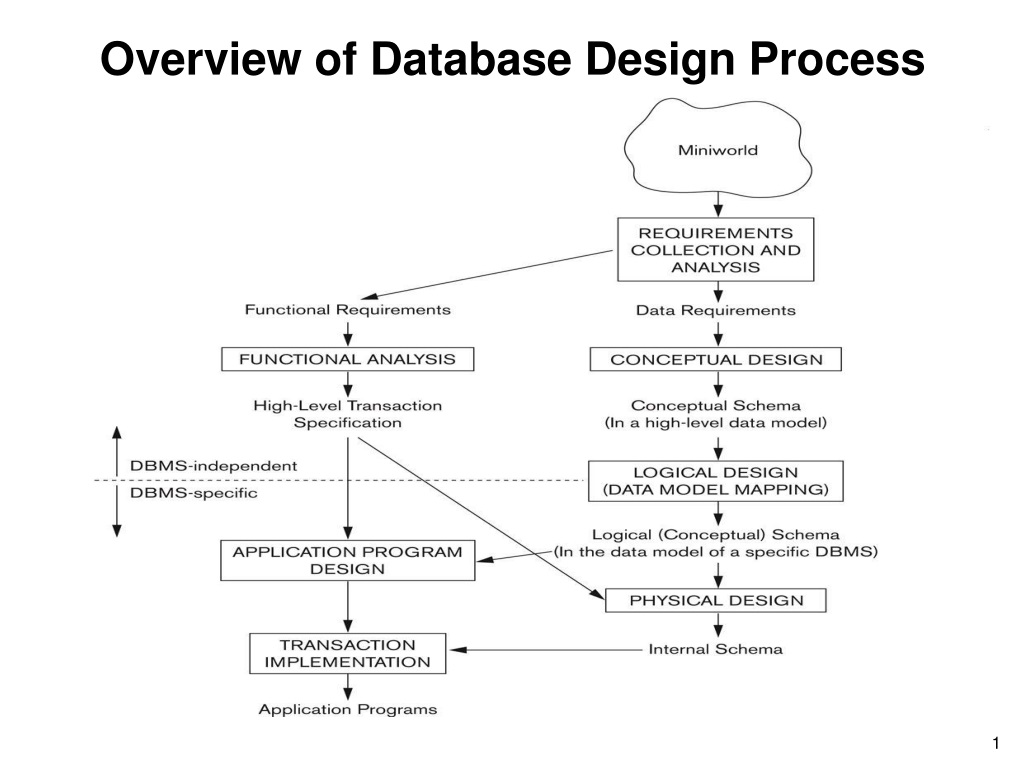 Overview of Database Design Process
Miniworld
REQUIREMENTS
COLLECTION AND
ANALYSIS
Functional Requirements
Data Requirements
FUNCTIONAL ANALYSIS
CONCEPTUAL DESIGN
High-Level Transaction
Specification
Conceptual Schema
(In a high-level data model)
DBMS-independent
DBMS-specific
LOGICAL DESIGN
(DATA MODEL MAPPING)
Logical (Conceptual) Schema
(In the data model of a specific DBMS)
APPLICATION PROGRAM
DESIGN
PHYSICAL DESIGN
TRANSACTION
IMPLEMENTATION
Internal Schema
Application Programs
1